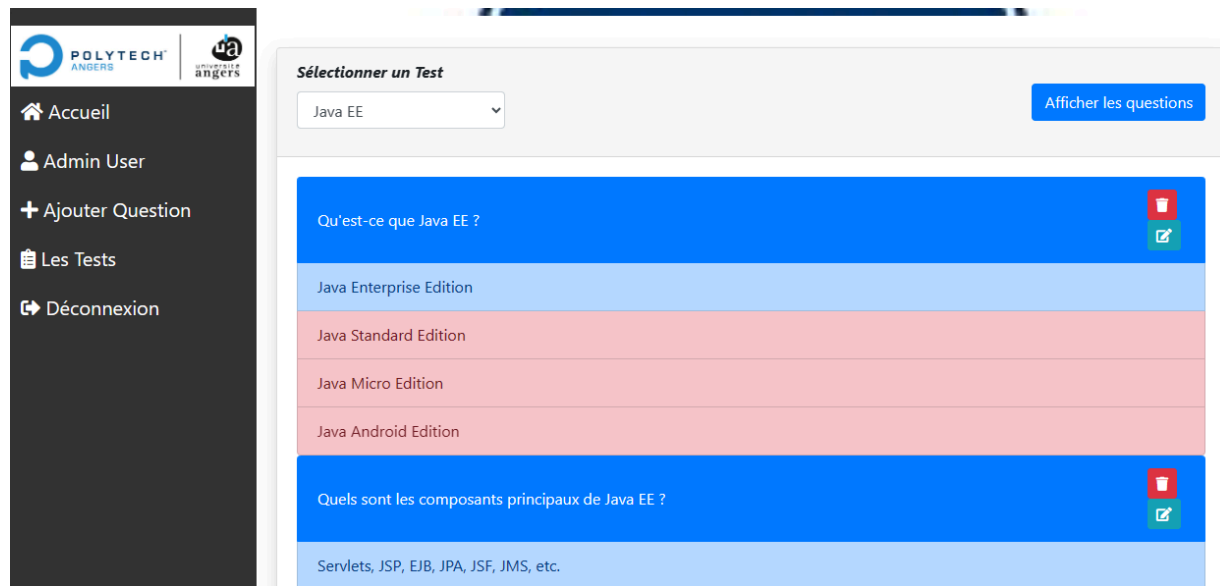 POLYTECH
ANGERS
ua
université
angers
Accueil
Admin User
Ajouter Question
Les Tests
Déconnexion
Sélectionner un Test
Java EE
Afficher les questions
Qu'est-ce que Java EE ?
Java Enterprise Edition
Java Standard Edition
Java Micro Edition
Java Android Edition
Quels sont les composants principaux de Java EE ?
Servlets, JSP, EJB, JPA, JSF, JMS, etc.